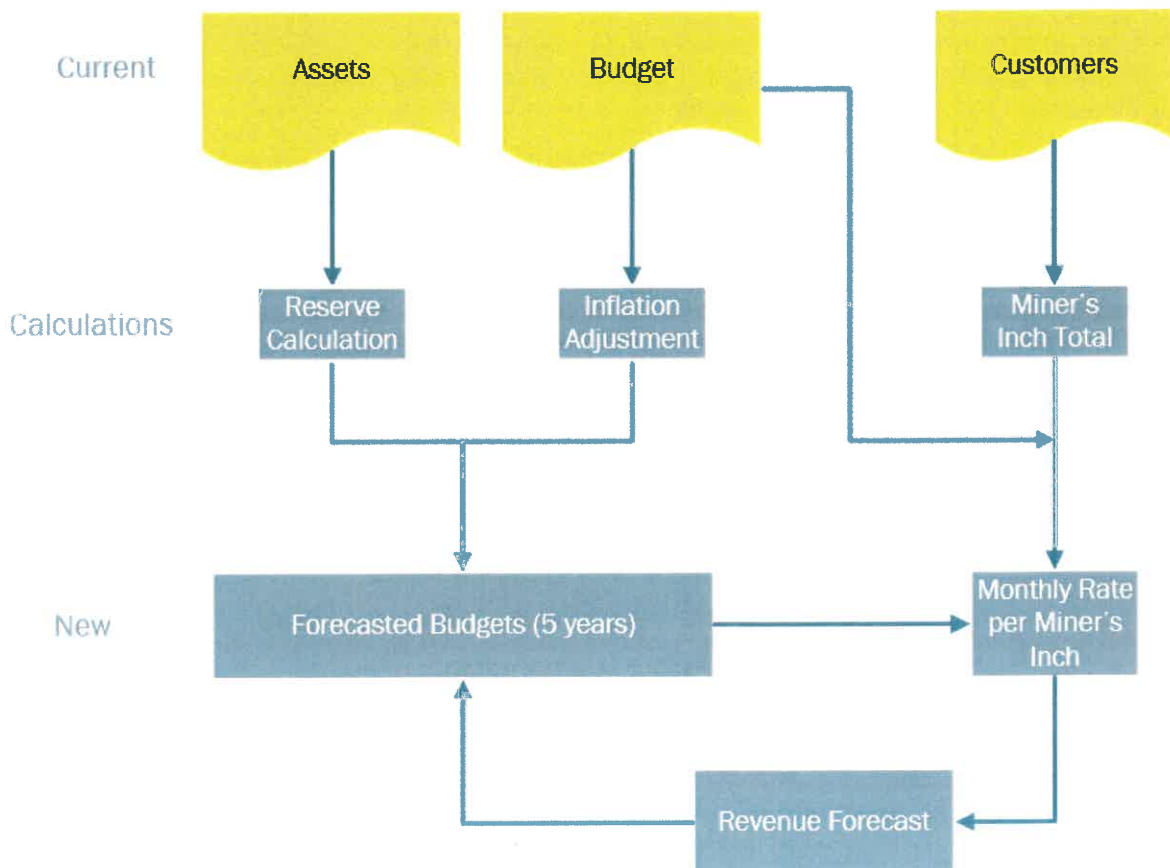 Current
Assets
Budget
Customers
Calculations
Reserve
Calculation
Inflation
Adjustment
Miner's
Inch Total
New
Forecasted Budgets (5 years)
Monthly Rate
per Miner's
Inch
Revenue Forecast